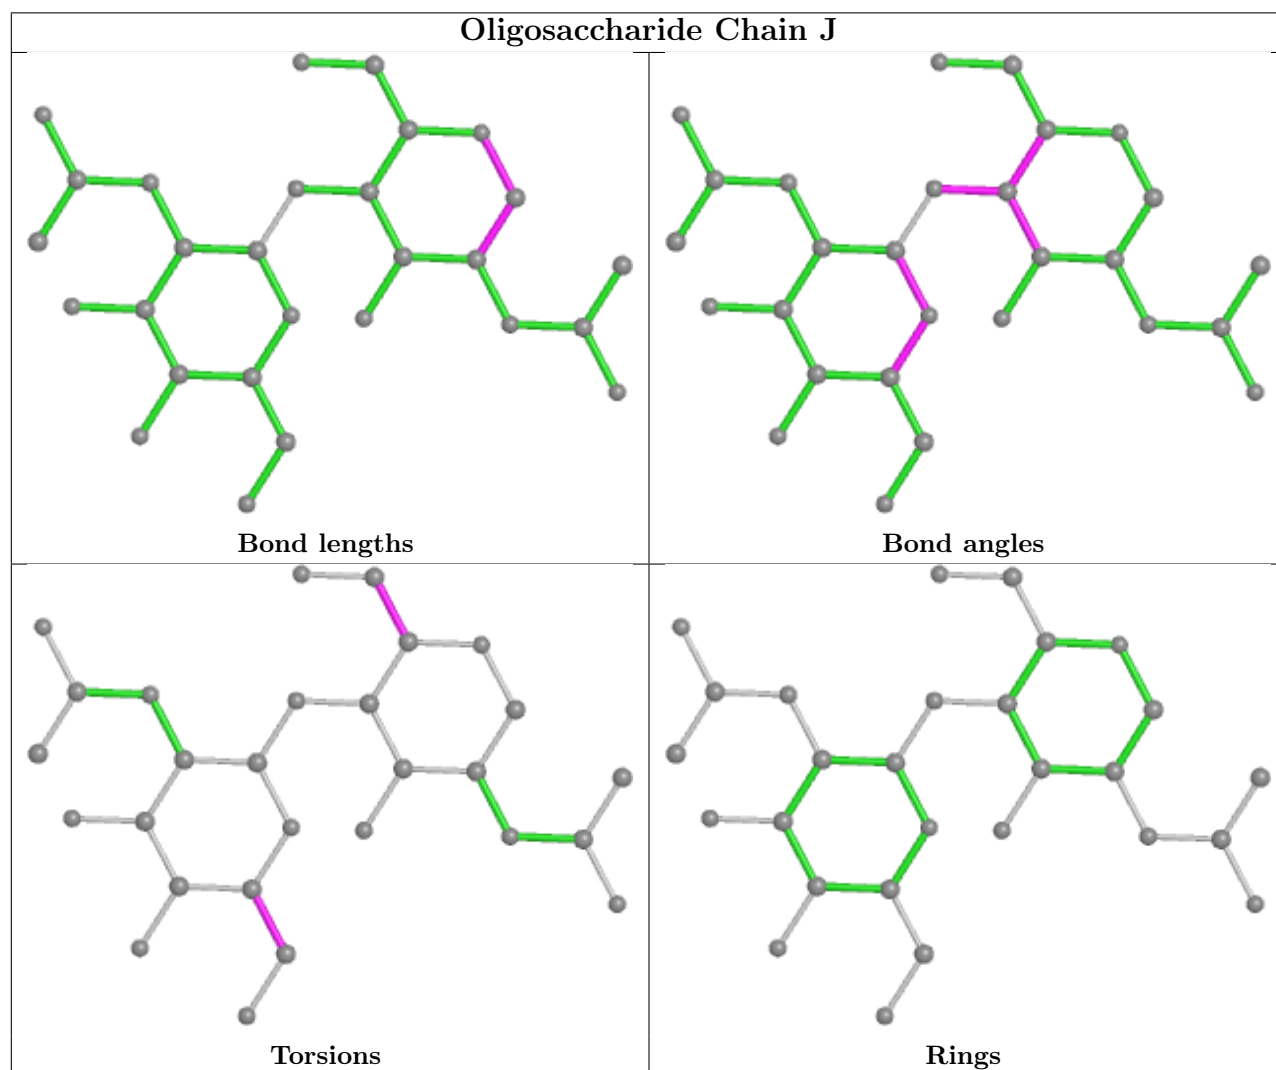 Oligosaccharide Chain J
Bond lengths
Bond angles
Torsions
Rings